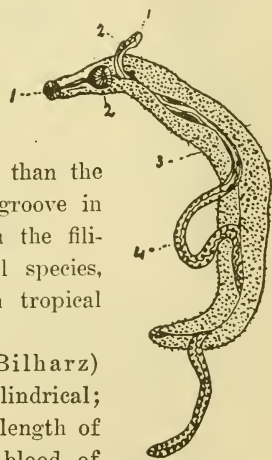 2. 1
1
2
3
than the
groove in
the fili-
4
species,
tropical
Bilharz)
lindrical;
length of
blood of